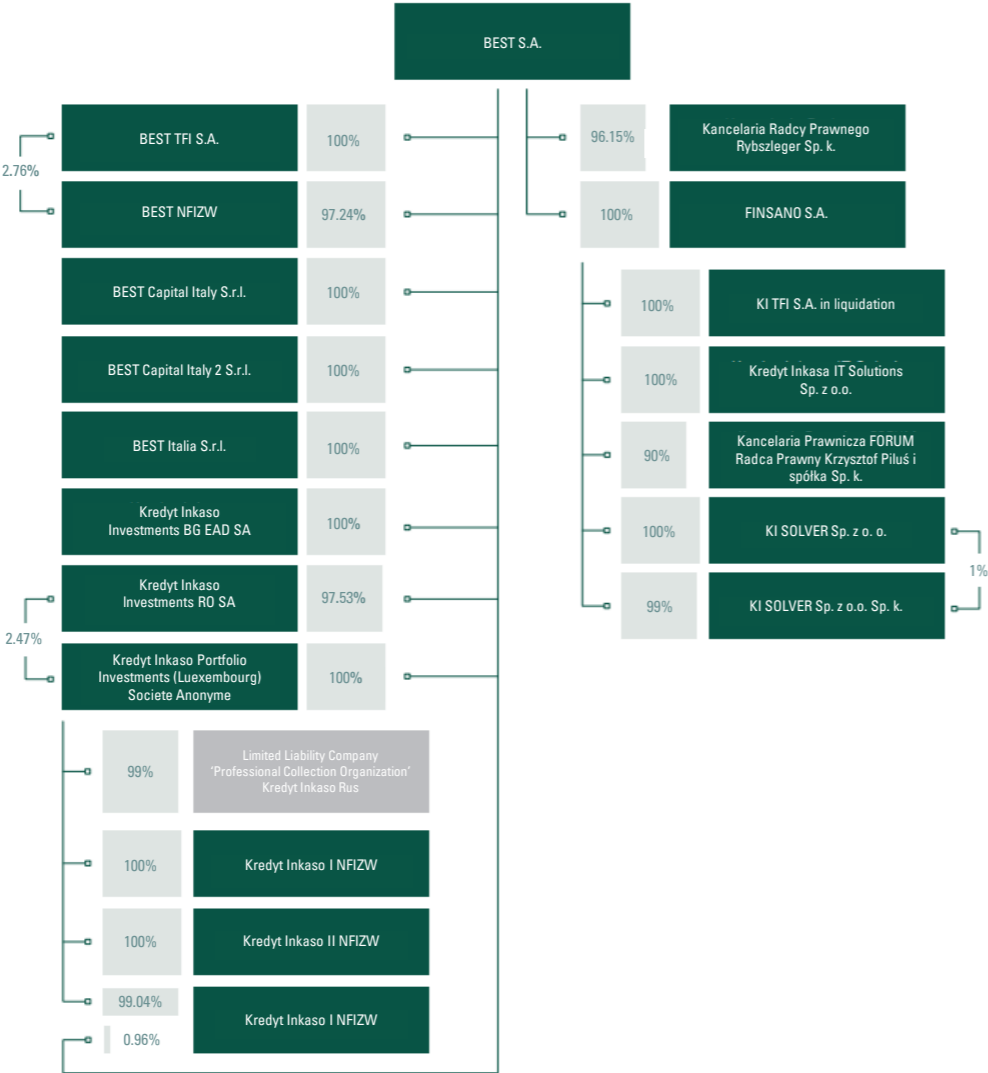 BEST S.A.
BEST TFI S.A.
100%
2.76%
BEST NFIZW
97.24%
BEST Capital Italy S.r.l.
100%
BEST Capital Italy 2 S.r.l.
100%
BEST Italia S.r.l.
100%
Kredyt Inkaso
Investments BG EAD SA
100%
Kredyt Inkaso
Investments RO SA
97.53%
2.47%
Kredyt Inkaso Portfolio
Investments (Luexembourg)
Societe Anonyme
100%
99%
Limited Liability Company
‘Professional Collection Organization’
Kredyt Inkaso Rus
100%
Kredyt Inkaso I NFIZW
100%
Kredyt Inkaso II NFIZW
99.04%
0.96%
Kredyt Inkaso I NFIZW
96.15%
Kancelaria Radcy Prawnego
Rybszleger Sp. k.
100%
FINSANO S.A.
100%
KI TFI S.A. in liquidation
100%
Kredyt Inkasa IT Solutions
Sp. z o.o.
90%
Kancelaria Prawnicza FORUM
Radca Prawny Krzysztof Piluś i
spółka Sp. k.
100%
KI SOLVER Sp. z o. o.
1%
99%
KI SOLVER Sp. z o.o. Sp. k.